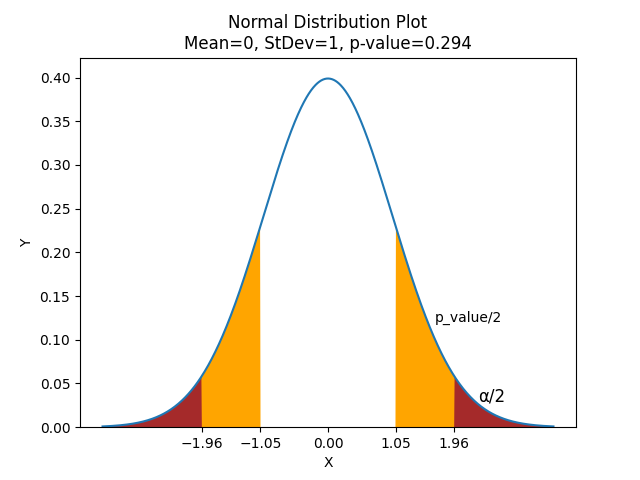 Normal Distribution Plot
Mean=0, StDev=1, p-value=0.294
0.40
0.35
0.30
0.25
0.20
0.15
0.10
0.05
0.00
Y
p_value/2
α/2
−1.96 −1.05 0.00 1.05 1.96
X